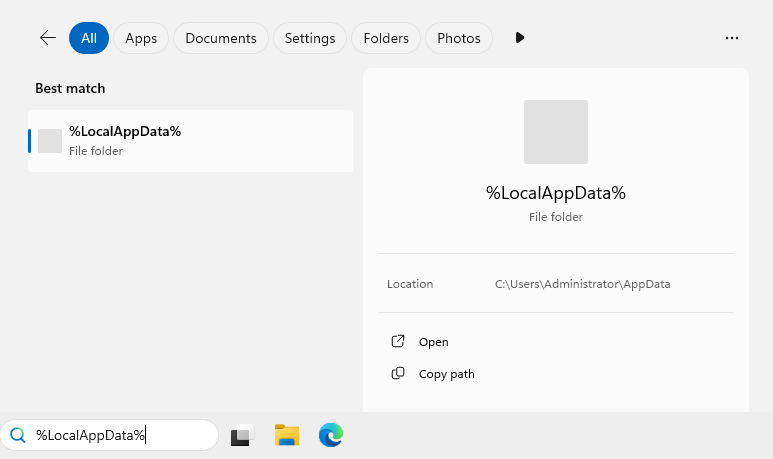 All Apps Documents Settings Folders Photos
Best match
%LocalAppData%
File folder
%LocalAppData%
File folder
Location C:\Users\Administrator\AppData
Open
Copy path
%LocalAppData%